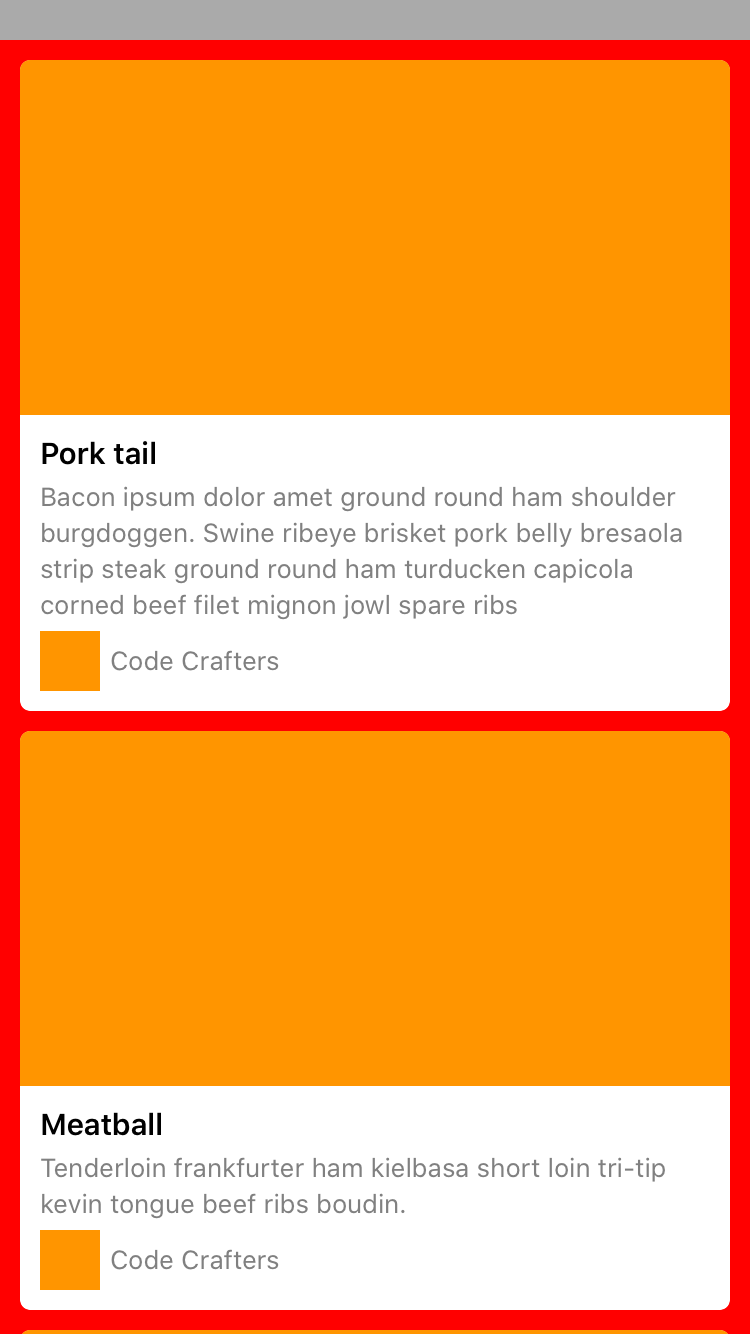 Pork tail
Bacon ipsum dolor amet ground round ham shoulder
burgdoggen. Swine ribeye brisket pork belly bresaola
strip steak ground round ham turducken capicola
corned beef filet mignon jowl spare ribs
Code Crafters
Meatball
Tenderloin frankfurter ham kielbasa short loin tri-tip
kevin tongue beef ribs boudin.
Code Crafters